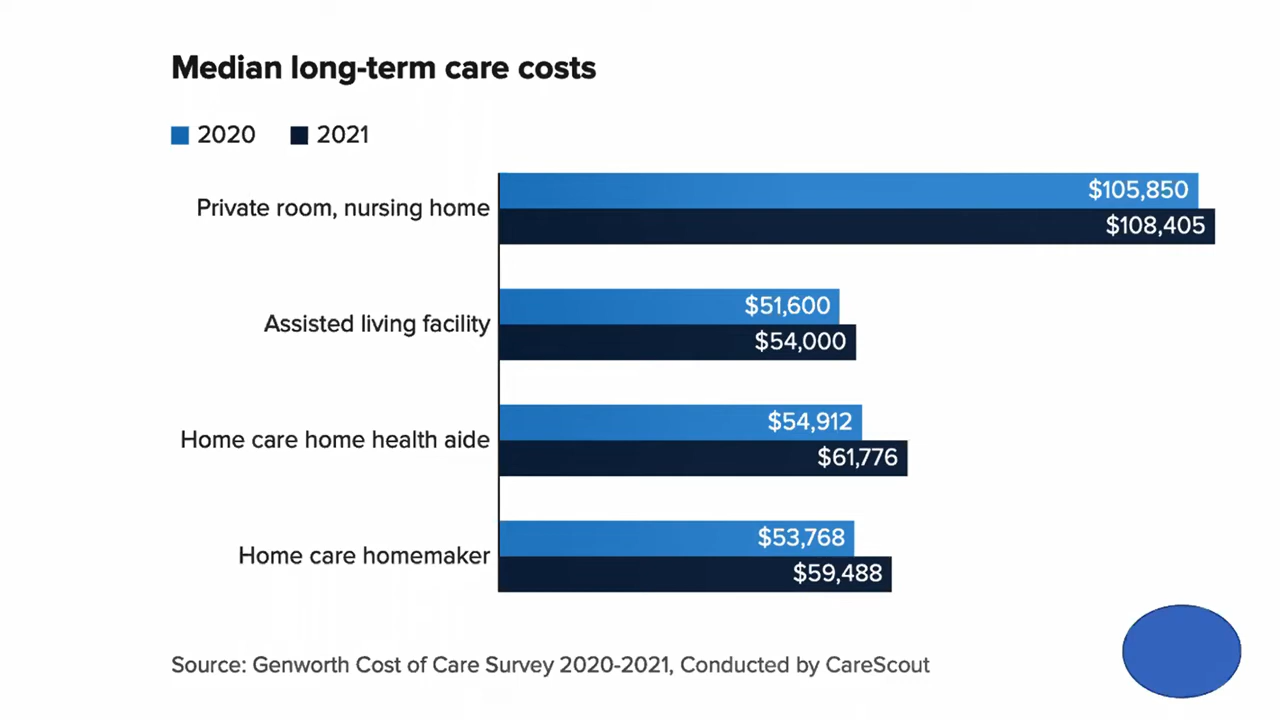 Median long-term care costs
2020 2021
Private room, nursing home
$105,850
$108,405
Assisted living facility
$51,600
$54,000
Home care home health aide
$54,912
$61,776
Home care homemaker
$53,768
$59,488
Source: Genworth Cost of Care Survey 2020-2021, Conducted by CareScout